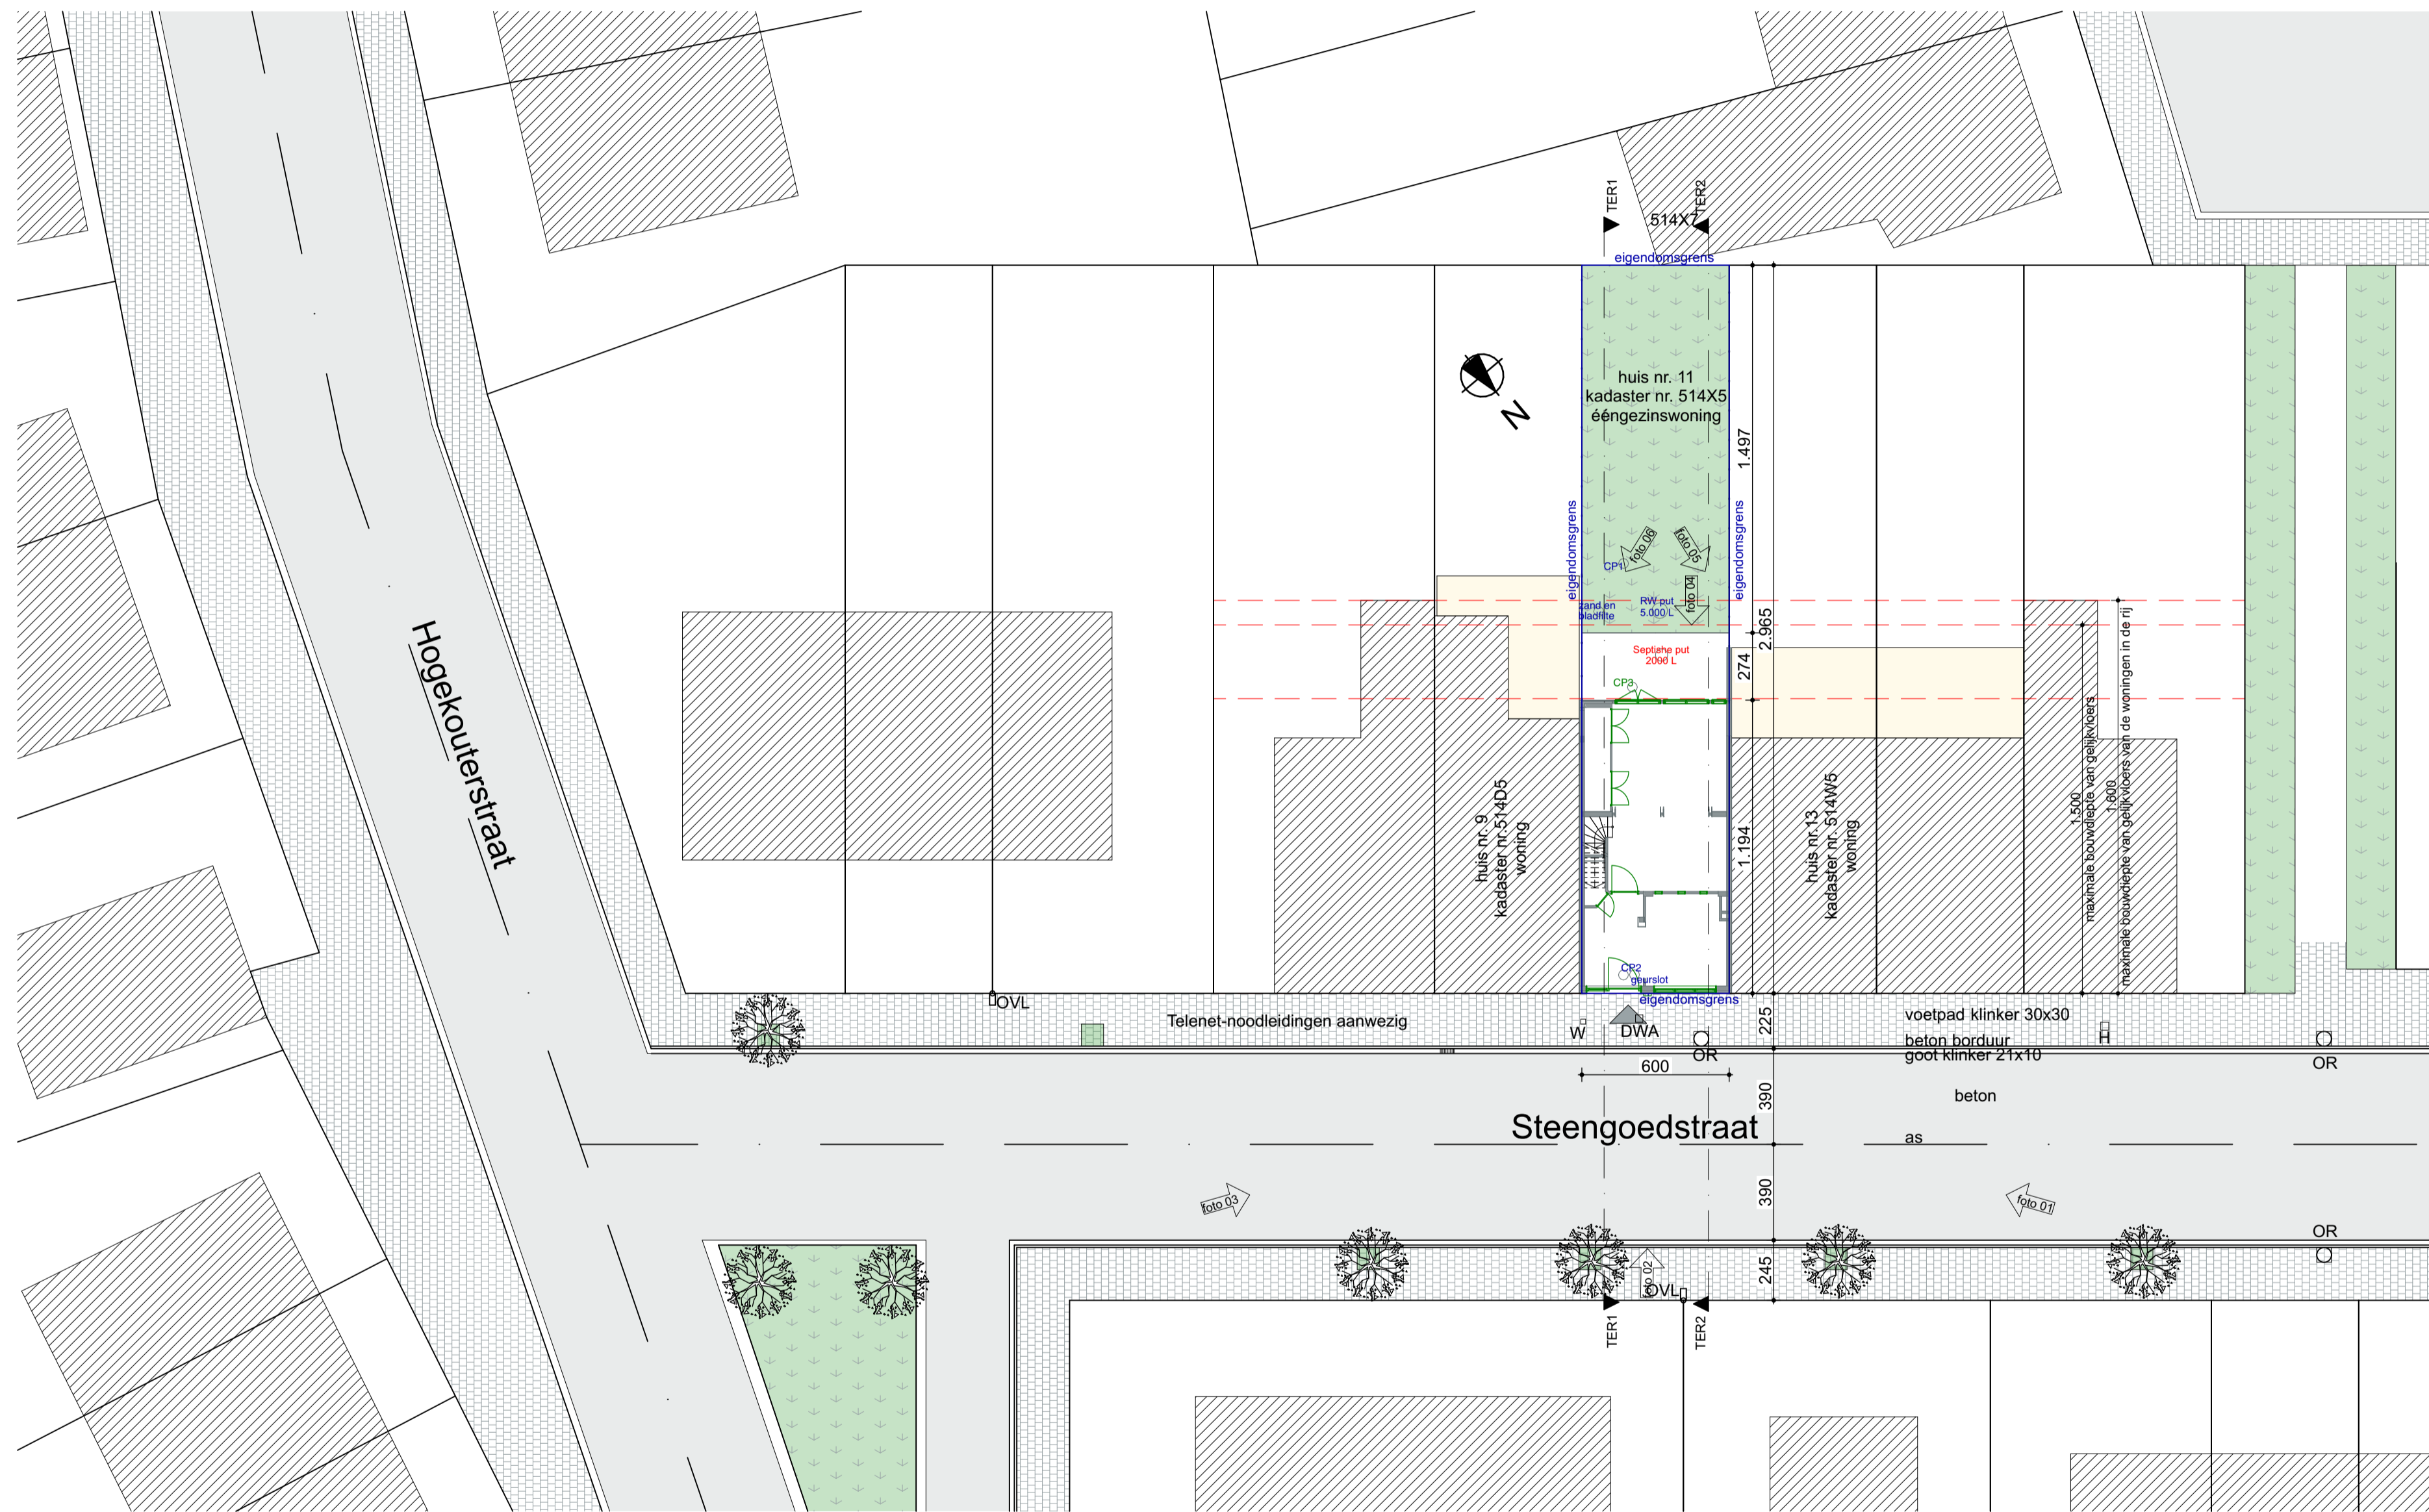 TER1
TER2
514X7
eigendomsgrens
huis nr. 11
kadaster nr. 514X5
ééngezinswoning
N
1.497
eigendomsgrens
eigendomsgrens
foto 06
foto 05
foto 04
CP1
zand en
bladfilte
RW put
5.000 L
2.965
274
Septishe put
2000 L
CP3
Hogekouterstraat
huis nr. 9
kadaster nr.514D5
woning
1.194
huis nr.13
kadaster nr. 514W5
woning
1.500
maximale bouwdiepte van gelijkvloers
1.600
maximale bouwdiepte van gelijkvloers van de woningen in de rij
CP2
geurslot
eigendomsgrens
OVL
Telenet-noodleidingen aanwezig
W
DWA
OR
225
voetpad klinker 30x30
beton borduur
goot klinker 21x10
H
OR
600
390
beton
Steengoedstraat
as
foto 03
390
foto 01
OR
foto 02
OVL
245
TER1
TER2